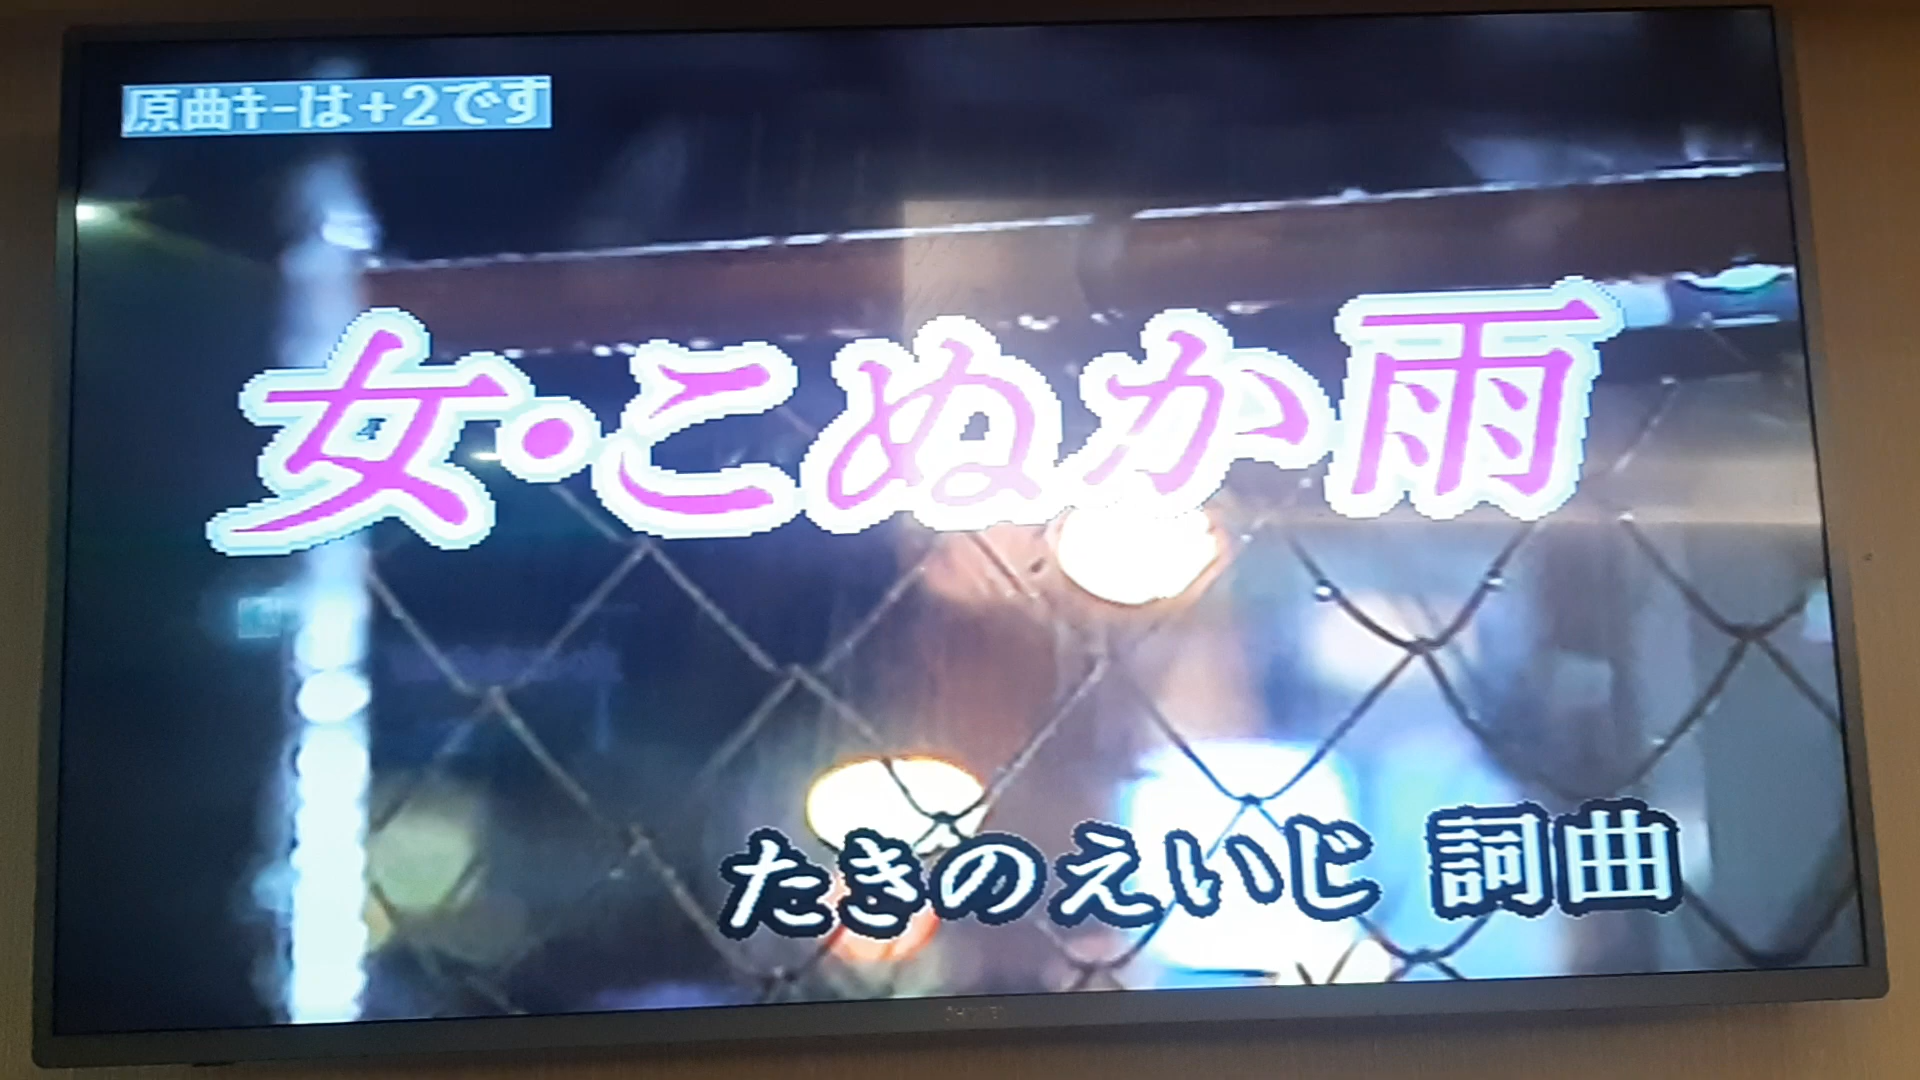 原曲ｷｰは+2です
女・こぬか雨
たきのえいじ 詞曲